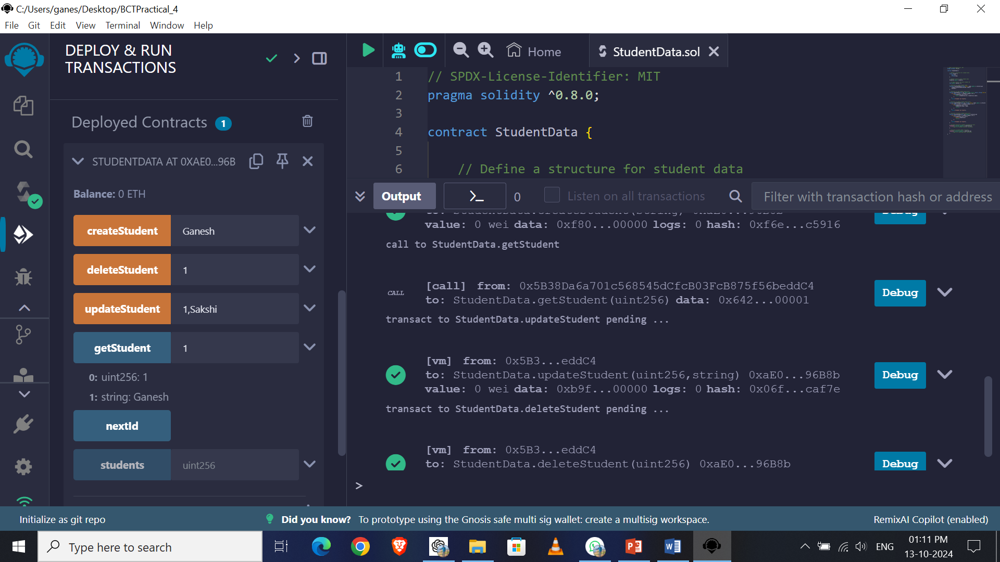 C:/Users/ganes/Desktop/BCTPractical_4
File Git Edit View Terminal Window Help
DEPLOY & RUN
TRANSACTIONS
Deployed Contracts 1
STUDENTDATA AT 0XAE0...96B
Balance: 0 ETH
createStudent Ganesh
deleteStudent 1
updateStudent 1,Sakshi
getStudent 1
0: uint256: 1
1: string: Ganesh
nextId
students uint256
Home
StudentData.sol
1 // SPDX-License-Identifier: MIT
2 pragma solidity ^0.8.0;
3
4 contract StudentData {
5
6 // Define a structure for student data
Output >_ 0 Listen on all transactions Filter with transaction hash or address
value: 0 wei data: 0xf80...00000 logs: 0 hash: 0xf6e...c5916
call to StudentData.getStudent
CALL [call] from: 0x5B38Da6a701c568545dCfcB03FcB875f56beddC4 Debug
to: StudentData.getStudent(uint256) data: 0x642...00001
transact to StudentData.updateStudent pending ...
[vm] from: 0x5B3...eddC4
to: StudentData.updateStudent(uint256,string) 0xaE0...96B8b Debug
value: 0 wei data: 0xb9f...00000 logs: 0 hash: 0x06f...caf7e
transact to StudentData.deleteStudent pending ...
[vm] from: 0x5B3...eddC4
to: StudentData.deleteStudent(uint256) 0xaE0...96B8b Debug
>
Initialize as git repo Did you know? To prototype using the Gnosis safe multi sig wallet: create a multisig workspace. RemixAI Copilot (enabled)
Type here to search
ENG
01:11 PM
13-10-2024